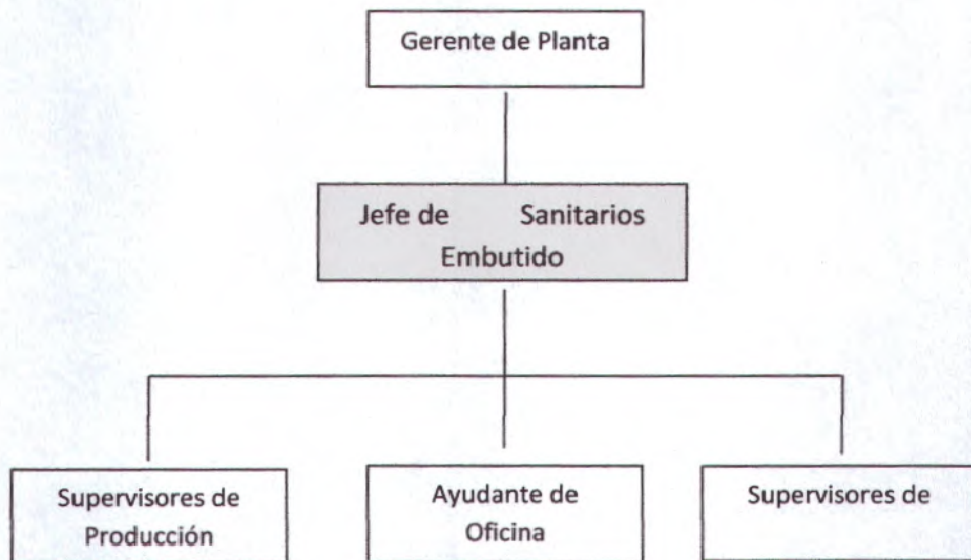 Gerente de Planta
Jefe de Sanitarios
Embutido
Supervisores de
Producción
Ayudante de
Oficina
Supervisores de